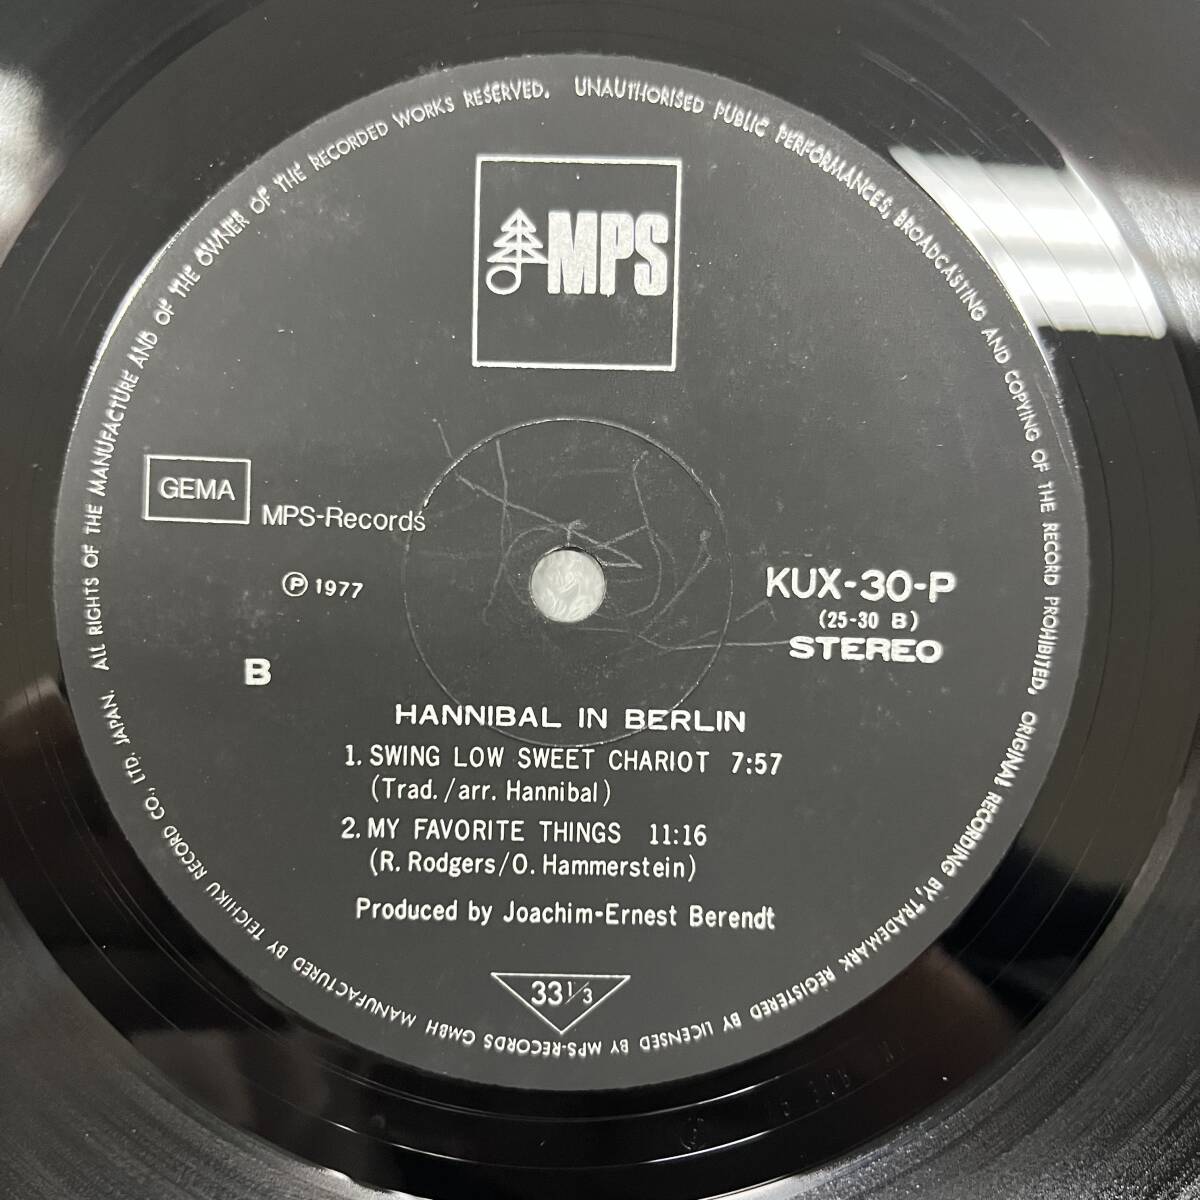 ALL RIGHTS OF THE MANUFACTURE AND OF THE OWNER OF THE RECORDED WORKS RESERVED. UNAUTHORISED PUBLIC PERFORMANCES, BROADCASTING AND COPYING OF THE RECORD PROHIBITED. ORIGINAL RECORDING BY, TRADEMARK REGISTERED BY LICENSED BY MPS-RECORDS GMBH MANUFACTURED BY TEICHIKU RECORD CO., LTD. JAPAN.
MPS
GEMA
MPS-Records
℗ 1977
KUX-30-P
(25-30 B)
STEREO
B
HANNIBAL IN BERLIN
1. SWING LOW SWEET CHARIOT 7:57
(Trad./arr. Hannibal)
2. MY FAVORITE THINGS 11:16
(R. Rodgers/O. Hammerstein)
Produced by Joachim-Ernest Berendt
33 1/3